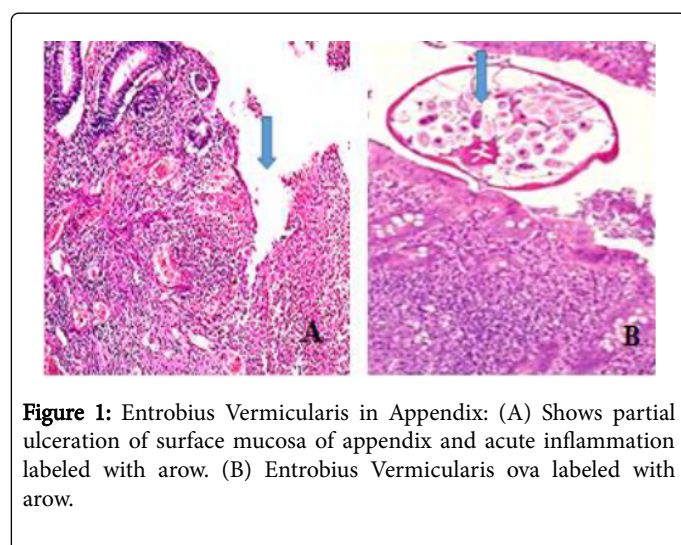 A
B
Figure 1: Entrobius Vermicularis in Appendix: (A) Shows partial
ulceration of surface mucosa of appendix and acute inflammation
labeled with arow. (B) Entrobius Vermicularis ova labeled with
arow.